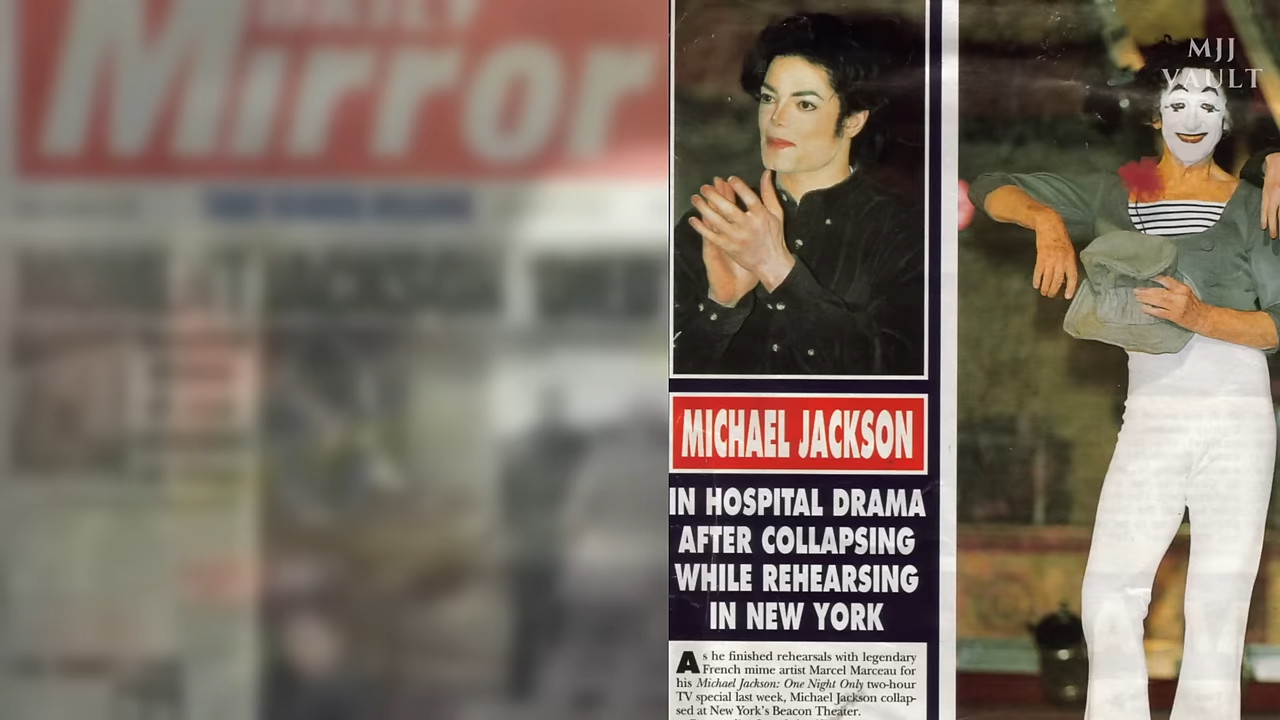 DAILY
Mirror
MJJ
VAULT
MICHAEL JACKSON
IN HOSPITAL DRAMA
AFTER COLLAPSING
WHILE REHEARSING
IN NEW YORK
As he finished rehearsals with legendary
French mime artist Marcel Marceau for
his Michael Jackson: One Night Only two-hour
TV special last week, Michael Jackson collap-
sed at New York's Beacon Theater.